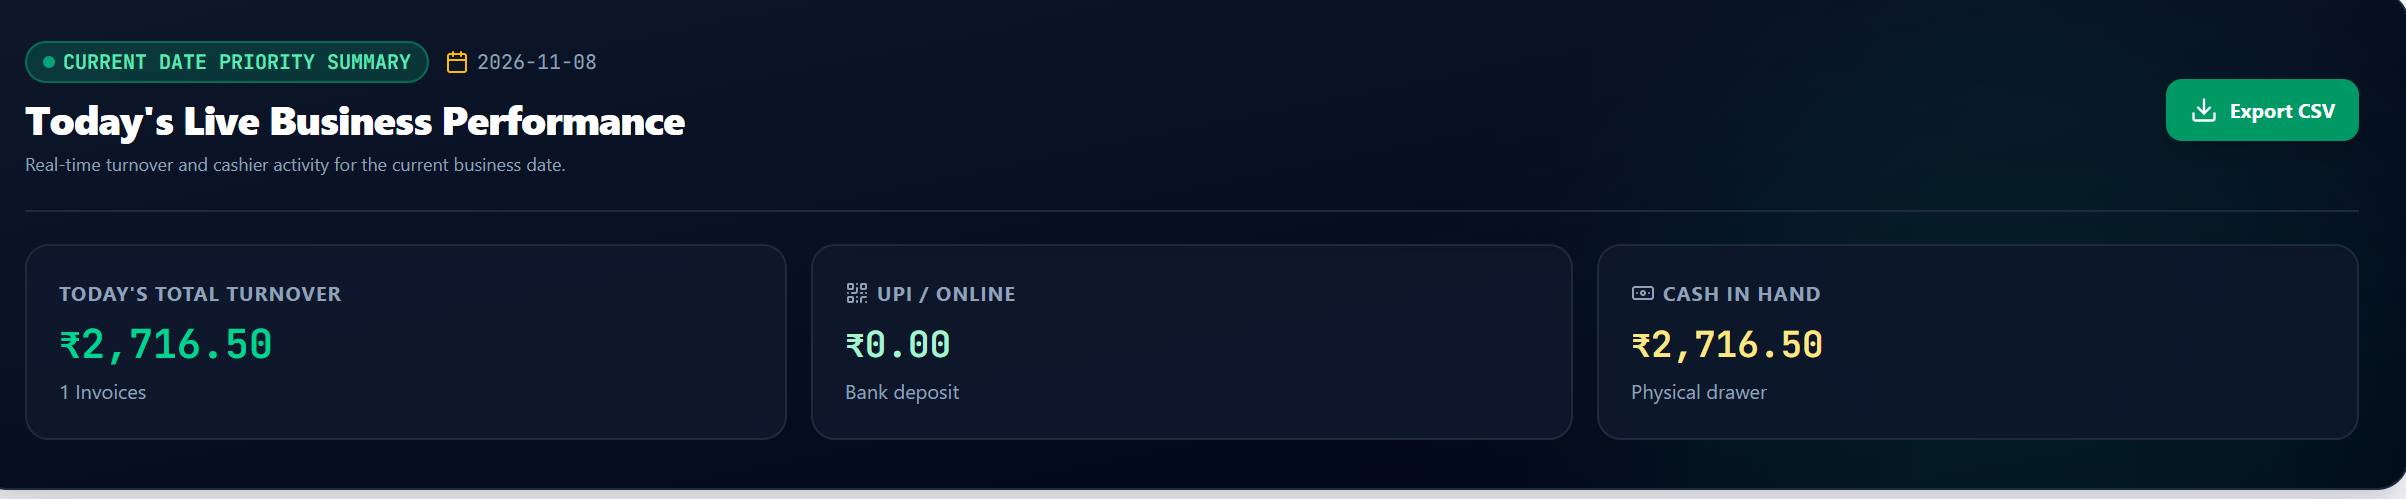 CURRENT DATE PRIORITY SUMMARY 2026-11-08
Today's Live Business Performance
Real-time turnover and cashier activity for the current business date.
Export CSV
TODAY'S TOTAL TURNOVER
₹2,716.50
1 Invoices
UPI / ONLINE
₹0.00
Bank deposit
CASH IN HAND
₹2,716.50
Physical drawer